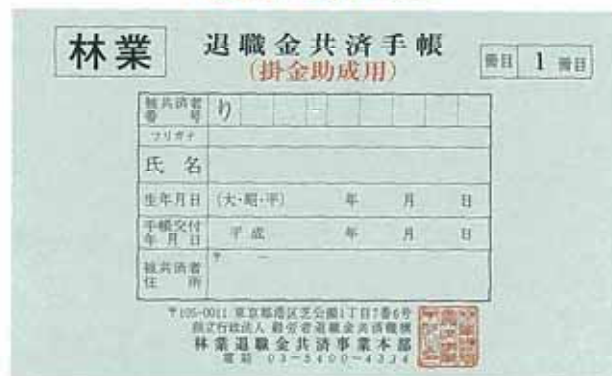 林業
退職金共済手帳
(掛金助成用)
冊目 1 冊目
被共済者番号 り
フリガナ
氏名
生年月日 (大・昭・平) 年 月 日
手帳交付年月日 平成 年 月 日
被共済者住所 〒 －
〒105-0011 東京都港区芝公園1丁目7番6号
独立行政法人 勤労者退職金共済機構
林業退職金共済事業本部
電話 03-5400-4334